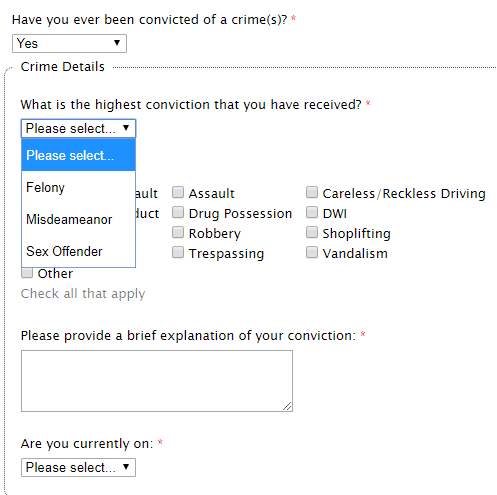 Have you ever been convicted of a crime(s)? *
Yes
Crime Details
What is the highest conviction that you have received? *
Please select...
Please select...
Felony
Misdeameanor
Sex Offender
ault Assault Careless/Reckless Driving
duct Drug Possession DWI
Robbery Shoplifting
Trespassing Vandalism
Other
Check all that apply
Please provide a brief explanation of your conviction: *
Are you currently on: *
Please select...